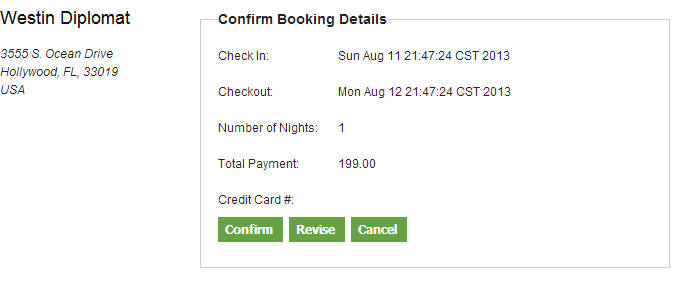 Westin Diplomat
3555 S. Ocean Drive
Hollywood, FL, 33019
USA
Confirm Booking Details
Check In: Sun Aug 11 21:47:24 CST 2013
Checkout: Mon Aug 12 21:47:24 CST 2013
Number of Nights: 1
Total Payment: 199.00
Credit Card #:
Confirm Revise Cancel